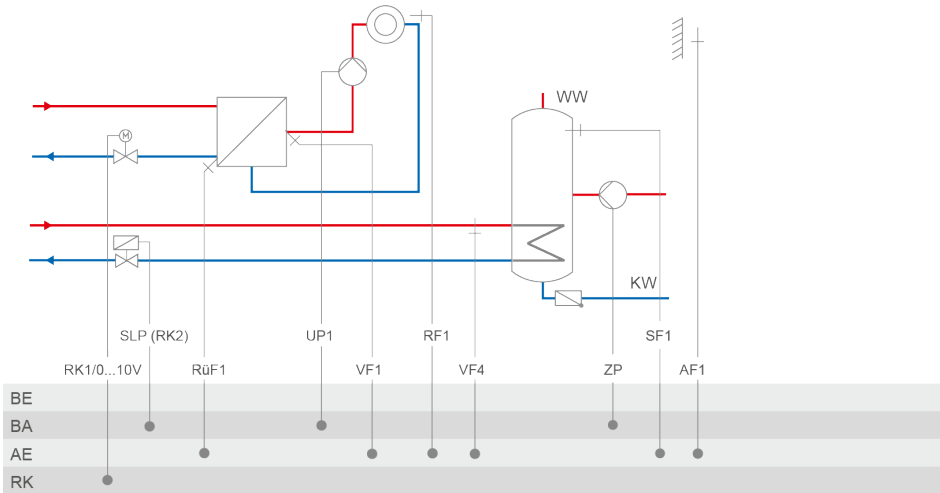 M
WW
KW
SLP (RK2) UP1 RF1 SF1
RK1/0...10V RüF1 VF1 VF4 ZP AF1
BE
BA
AE
RK